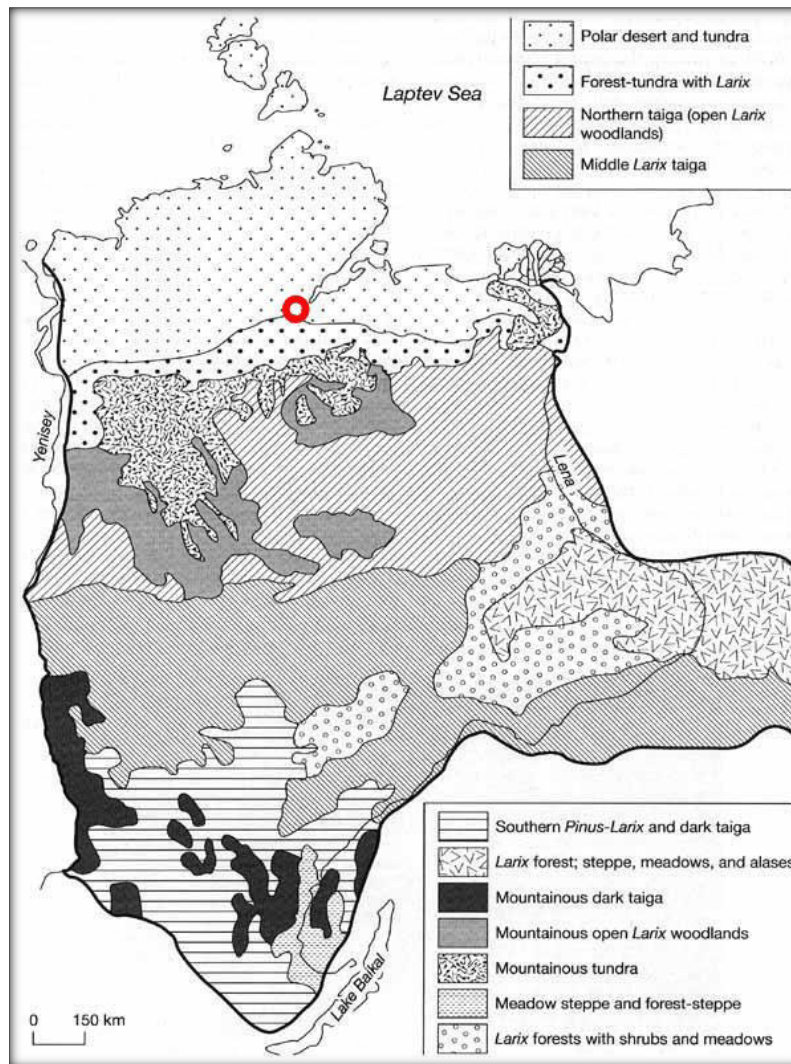 Polar desert and tundra
Laptev Sea
Forest-tundra with Larix
Northern taiga (open Larix
woodlands)
Middle Larix taiga
Yenisey
Lena
Southern Pinus-Larix and dark taiga
Larix forest; steppe, meadows, and alases
Mountainous dark taiga
Mountainous open Larix woodlands
Mountainous tundra
Meadow steppe and forest-steppe
Larix forests with shrubs and meadows
Lake Baikal
0 150 km